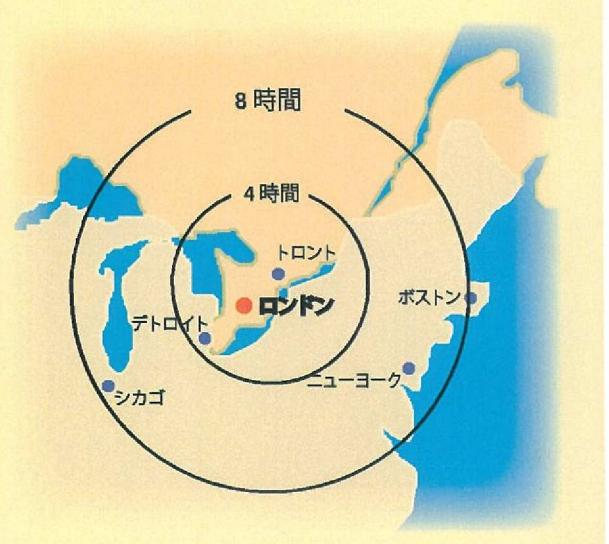 8時間
4時間
トロント
ロンドン
ボストン
デトロイト
ニューヨーク
シカゴ